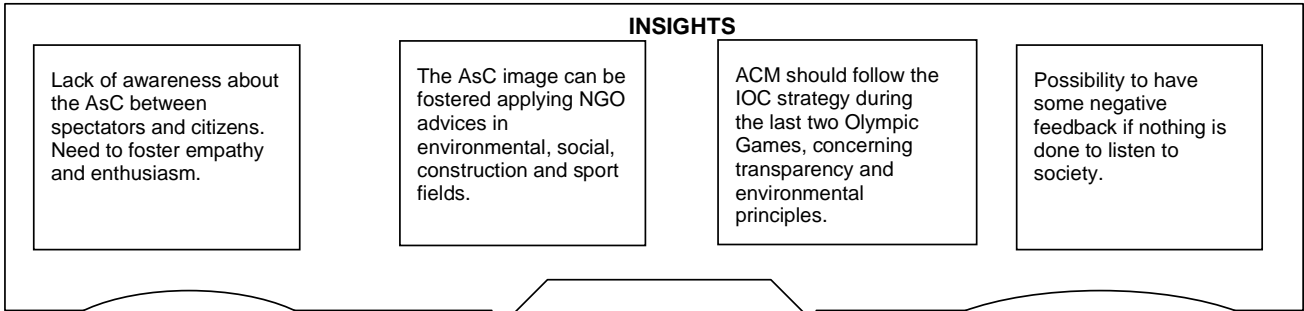 INSIGHTS
Lack of awareness about
the AsC between
spectators and citizens.
Need to foster empathy
and enthusiasm.
The AsC image can be
fostered applying NGO
advices in
environmental, social,
construction and sport
fields.
ACM should follow the
IOC strategy during
the last two Olympic
Games, concerning
transparency and
environmental
principles.
Possibility to have
some negative
feedback if nothing is
done to listen to
society.